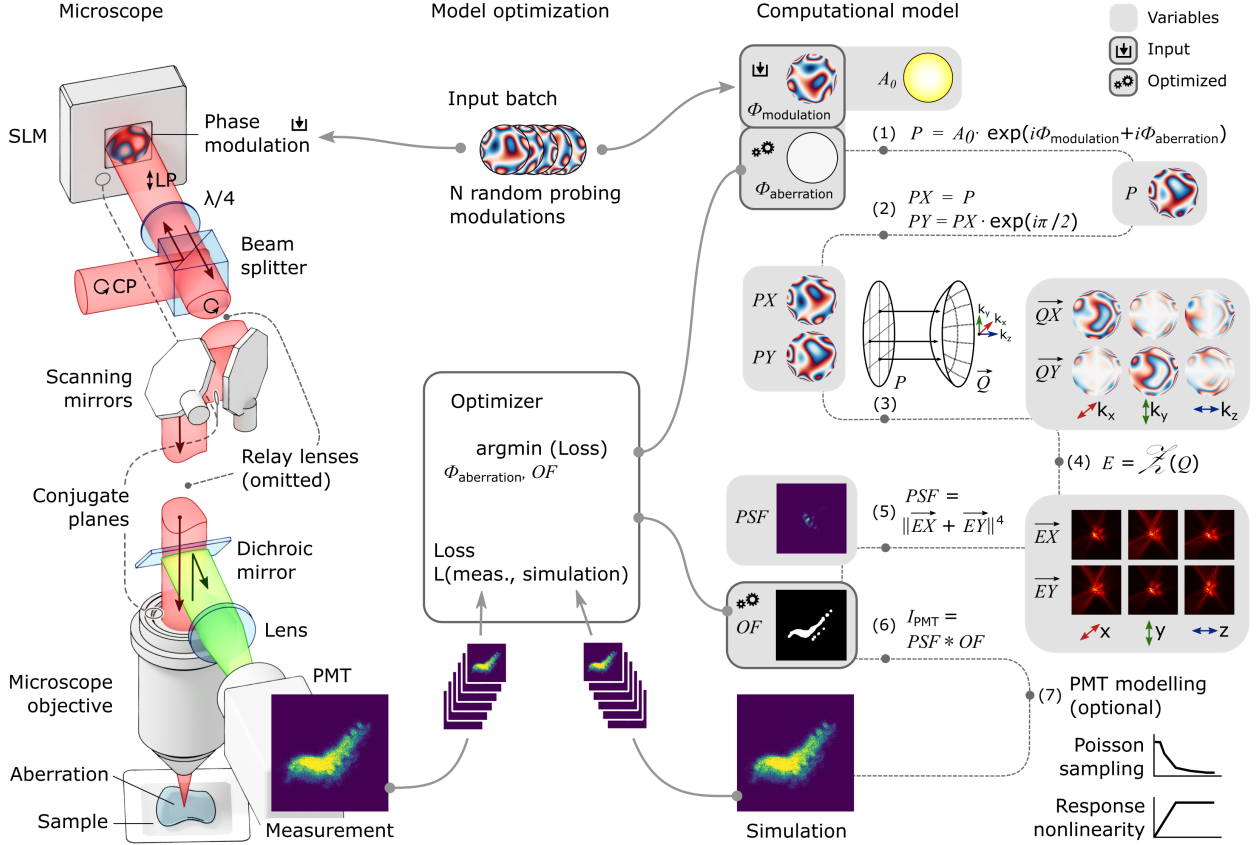 Microscope
Model optimization
Computational model
Variables
Input
Optimized
SLM
Phase
modulation
LP
λ/4
Beam
splitter
CP
Scanning
mirrors
Relay lenses
(omitted)
Conjugate
planes
Dichroic
mirror
Lens
Microscope
objective
PMT
Aberration
Sample
Measurement
Input batch
N random probing
modulations
Optimizer
argmin (Loss)
Φaberration, OF
Loss
L(meas., simulation)
Φmodulation
A0
Φaberration
(1) P = A0· exp(iΦmodulation+iΦaberration)
P
(2) PX = P
PY = PX · exp(iπ/2)
PX
PY
P
Q
ky
kx
kz
(3)
QX
QY
kx
ky
kz
(4) E = 𝒵(Q)
EX
EY
x
y
z
PSF
(5) PSF =
||EX + EY||4
OF
(6) IPMT =
PSF * OF
(7) PMT modelling
(optional)
Poisson
sampling
Response
nonlinearity
Simulation